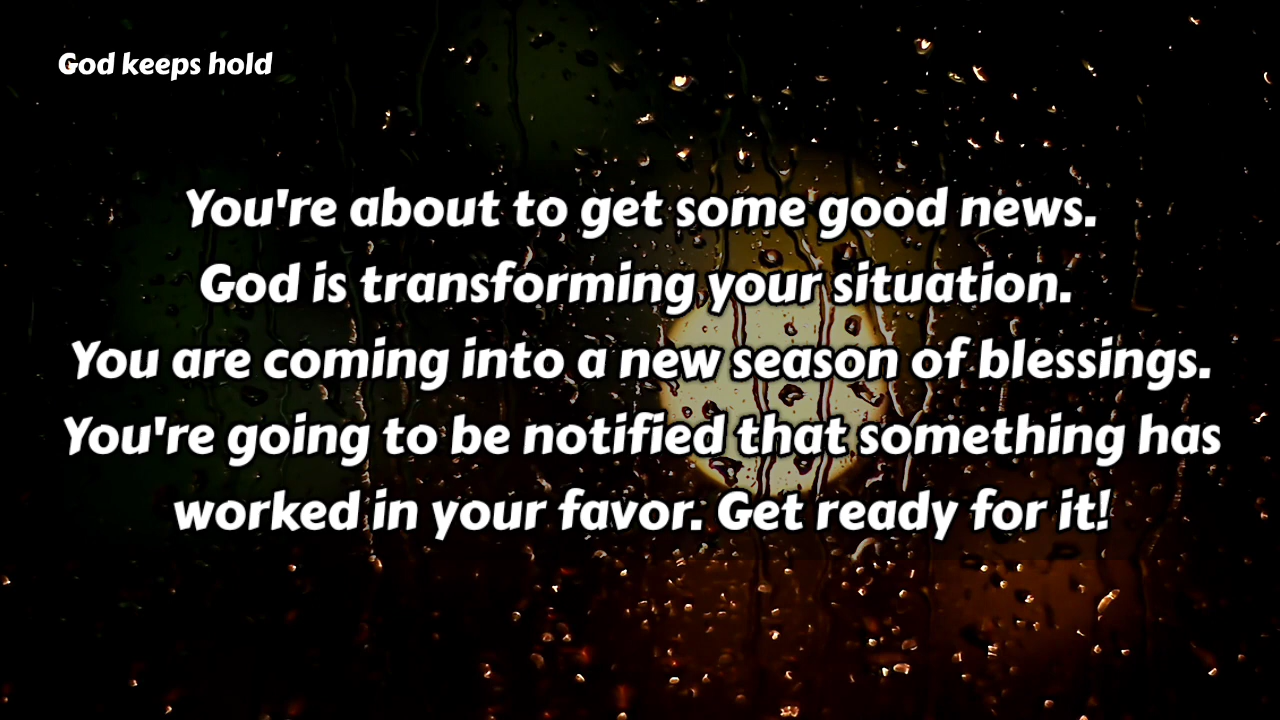 God keeps hold
You're about to get some good news.
God is transforming your situation.
You are coming into a new season of blessings.
You're going to be notified that something has
worked in your favor. Get ready for it!